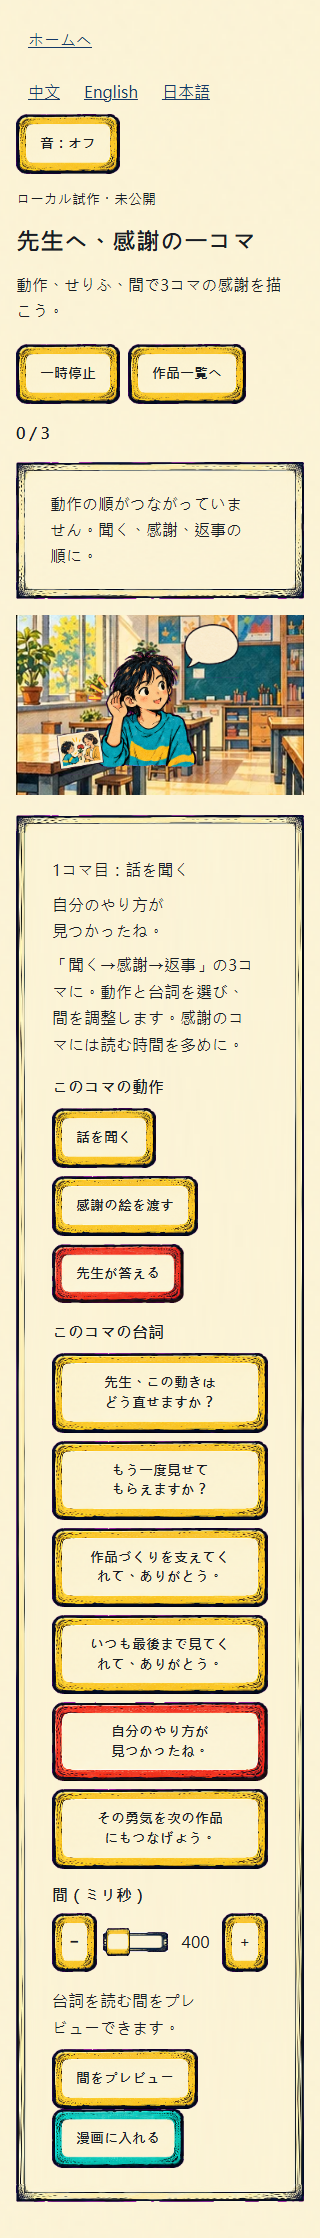 ホームへ
中文 English 日本語
音：オフ
ローカル試作・未公開
先生へ、感謝の一コマ
動作、せりふ、間で3コマの感謝を描
こう。
一時停止 作品一覧へ
0 / 3
動作の順がつながっていま
せん。聞く、感謝、返事の
順に。
1コマ目：話を聞く
自分のやり方が
見つかったね。
「聞く→感謝→返事」の3コ
マに。動作と台詞を選び、
間を調整します。感謝のコ
マには読む時間を多めに。
このコマの動作
話を聞く
感謝の絵を渡す
先生が答える
このコマの台詞
先生、この動きは
どう直せますか？
もう一度見せて
もらえますか？
作品づくりを支えてく
れて、ありがとう。
いつも最後まで見てく
れて、ありがとう。
自分のやり方が
見つかったね。
その勇気を次の作品
にもつなげよう。
間（ミリ秒）
− 400 +
台詞を読む間をプレ
ビューできます。
間をプレビュー
漫画に入れる